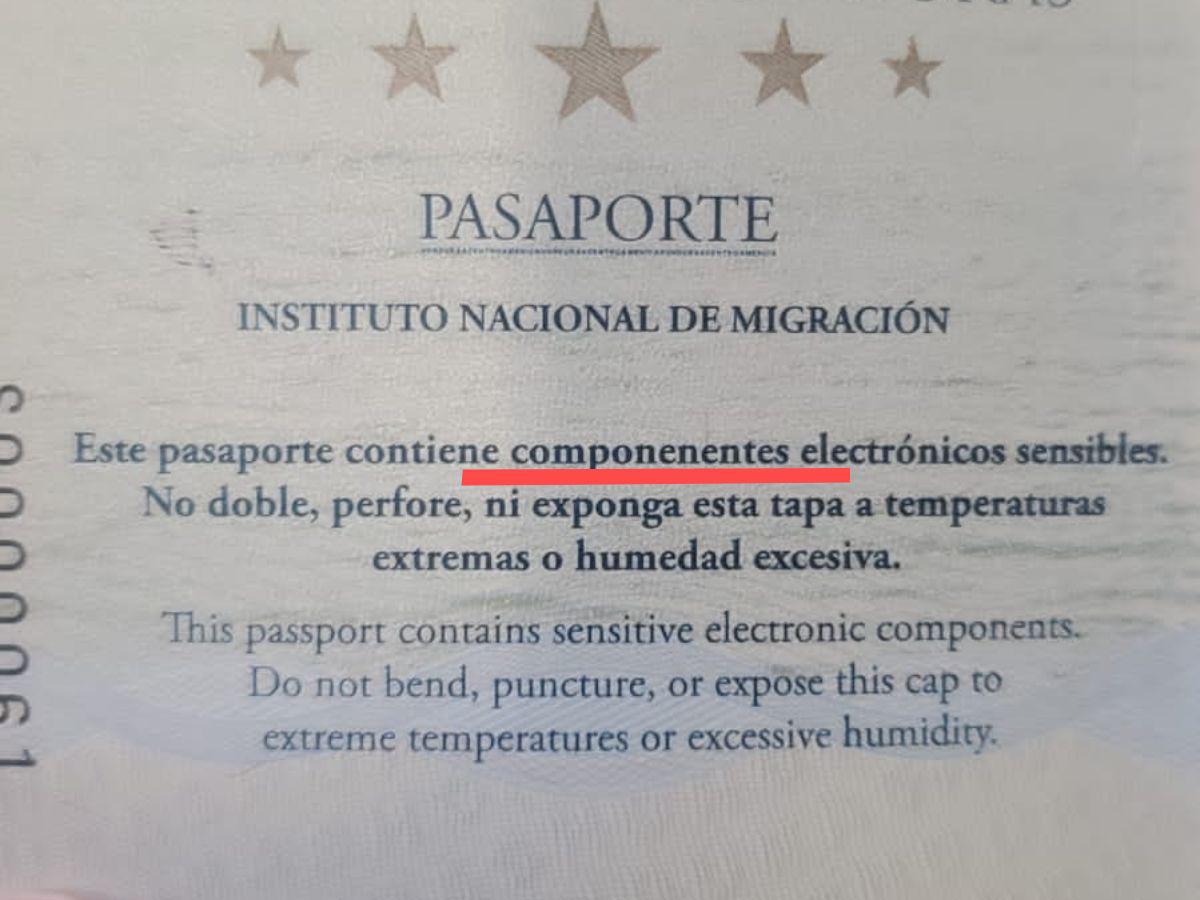 PASAPORTE
INSTITUTO NACIONAL DE MIGRACIÓN
Este pasaporte contiene componenentes electrónicos sensibles.
No doble, perfore, ni exponga esta tapa a temperaturas
extremas o humedad excesiva.
This passport contains sensitive electronic components.
Do not bend, puncture, or expose this cap to
extreme temperatures or excessive humidity.
S0000061